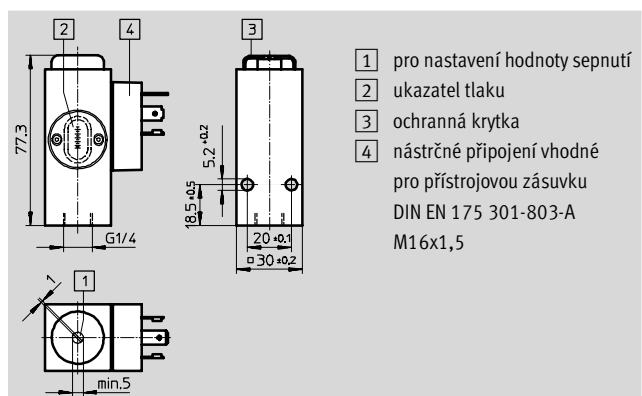 2
4
3
77.3
G1/4
5.2 +0.2
18.5 ±0.5
20 ±0.1
□ 30 ±0.2
1
1
min.5
1 pro nastavení hodnoty sepnutí
2 ukazatel tlaku
3 ochranná krytka
4 nástrčné připojení vhodné
pro přístrojovou zásuvku
DIN EN 175 301-803-A
M16x1,5